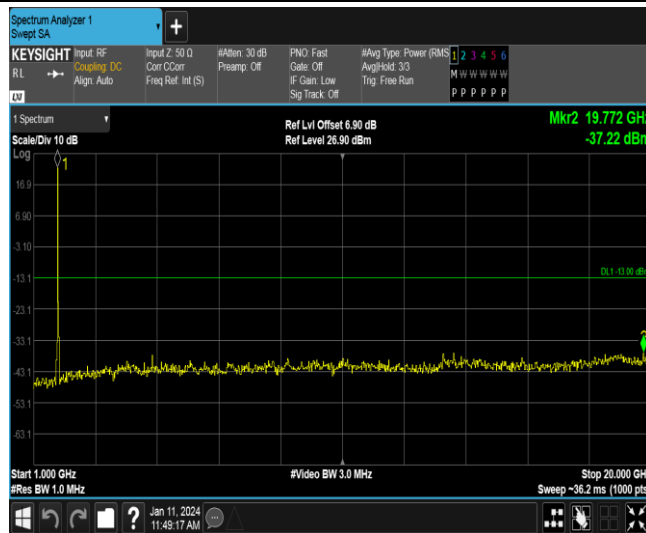 Spectrum Analyzer 1
Swept SA
+
KEYSIGHT
RL
Input: RF
Coupling: DC
Align: Auto
Input Z: 50 Ω
Corr CCorr
Freq Ref: Int (S)
#Atten: 30 dB
Preamp: Off
PNO: Fast
Gate: Off
IF Gain: Low
Sig Track: Off
#Avg Type: Power (RMS
Avg|Hold: 3/3
Trig: Free Run
1 2 3 4 5 6
M W W W W W
P P P P P P
1 Spectrum
Scale/Div 10 dB
Log
Ref Lvl Offset 6.90 dB
Ref Level 26.90 dBm
Mkr2 19.772 GHz
-37.22 dBm
1
16.9
6.90
-3.10
DL1 -13.00 dBm
-13.1
-23.1
-33.1
-43.1
-53.1
-63.1
Start 1.000 GHz
#Res BW 1.0 MHz
#Video BW 3.0 MHz
Stop 20.000 GHz
Sweep ~36.2 ms (1000 pts
?
Jan 11, 2024
11:49:17 AM